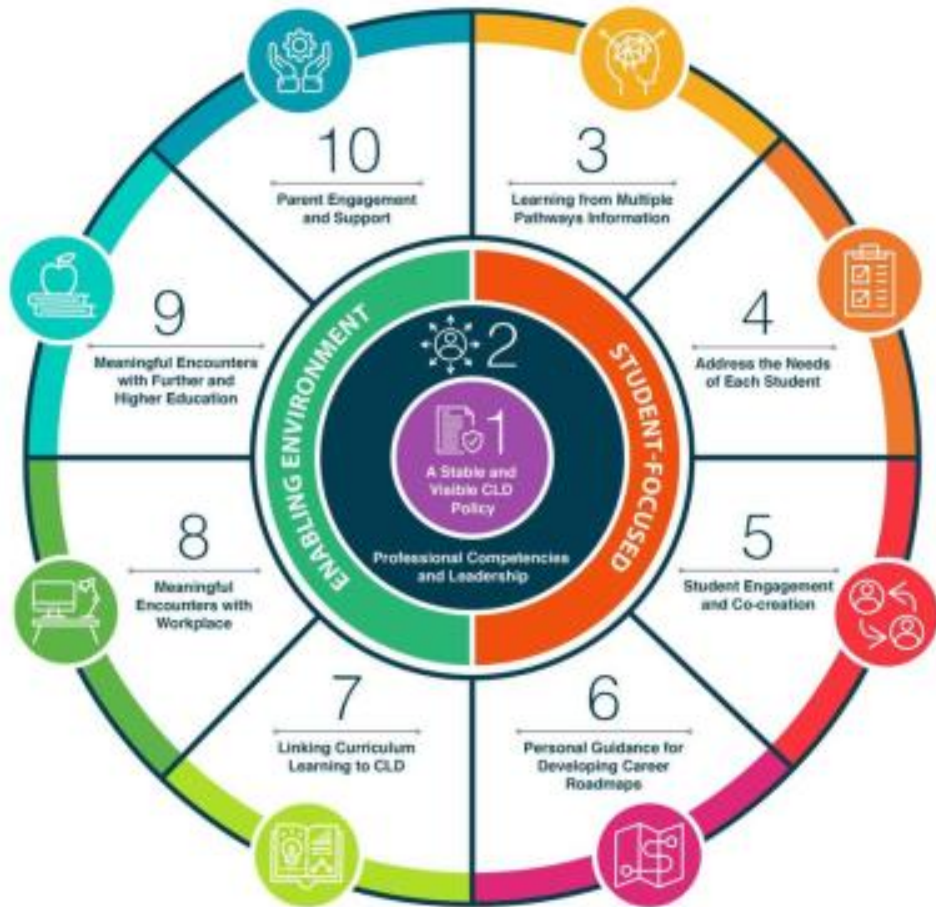 10
Parent Engagement
and Support
3
Learning from Multiple
Pathways Information
9
Meaningful Encounters
with Further and
Higher Education
4
Address the Needs
of Each Student
ENABLING ENVIRONMENT
STUDENT-FOCUSED
2
1
A Stable and
Visible CLD
Policy
Professional Competencies
and Leadership
8
Meaningful
Encounters with
Workplace
5
Student Engagement
and Co-creation
7
Linking Curriculum
Learning to CLD
6
Personal Guidance for
Developing Career
Roadmaps